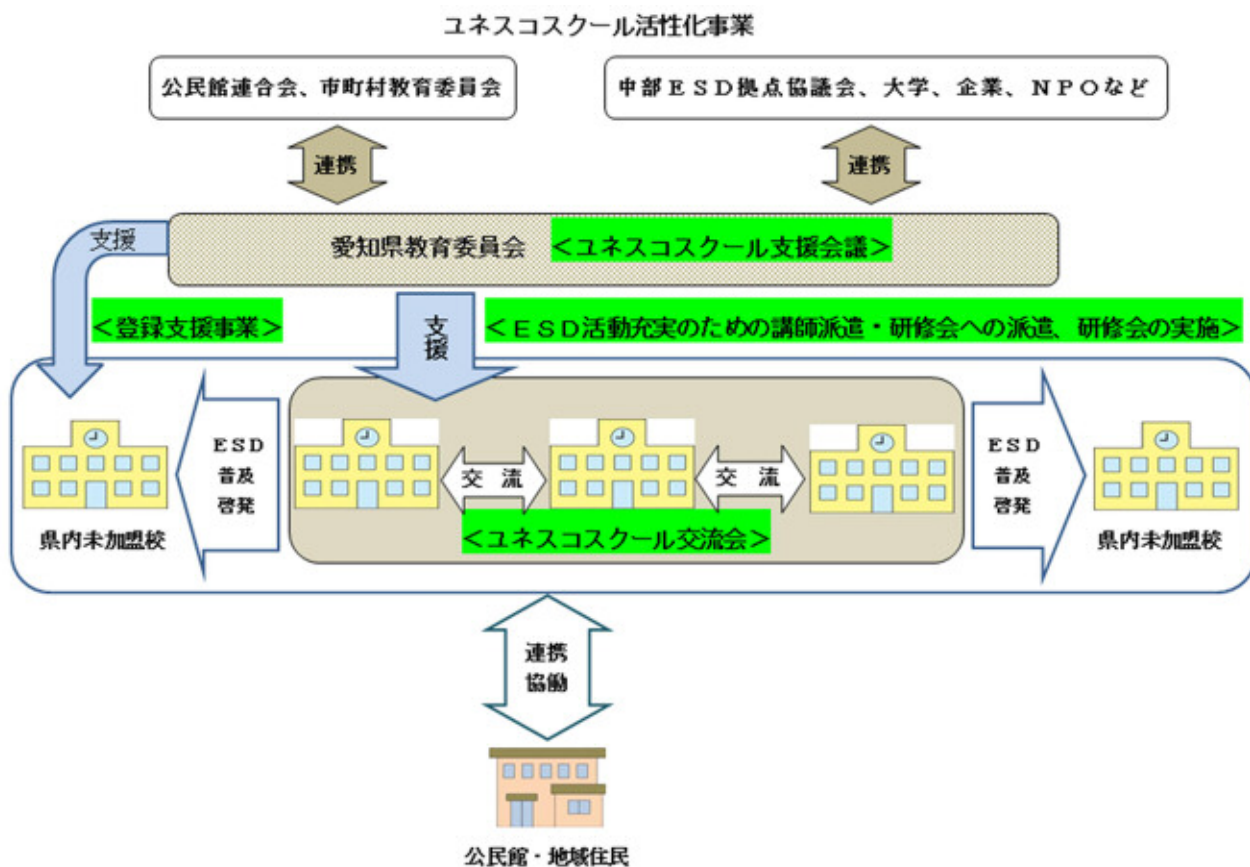 ユネスコスクール活性化事業
公民館連合会、市町村教育委員会
中部ＥＳＤ拠点協議会、大学、企業、ＮＰＯなど
連携
連携
支援
愛知県教育委員会 ＜ユネスコスクール支援会議＞
＜登録支援事業＞
支援
＜ＥＳＤ活動充実のための講師派遣・研修会への派遣、研修会の実施＞
ＥＳＤ
普及
啓発
交 流
交 流
ＥＳＤ
普及
啓発
＜ユネスコスクール交流会＞
県内未加盟校
県内未加盟校
連携
協働
公民館・地域住民